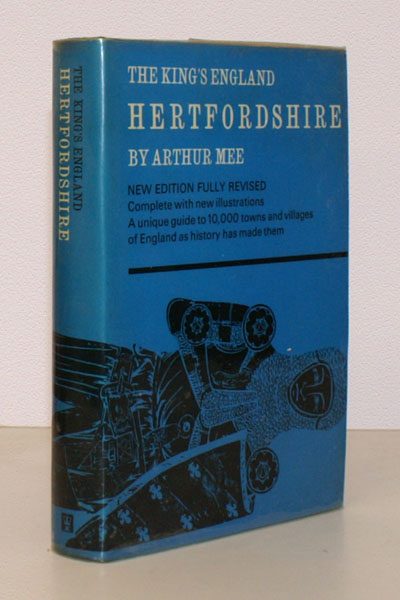 THE KING'S ENGLAND
HERTFORDSHIRE
BY ARTHUR MEE
NEW EDITION FULLY REVISED
Complete with new illustrations
A unique guide to 10,000 towns and villages
of England as history has made them
THE KING'S ENGLAND
HERTFORDSHIRE